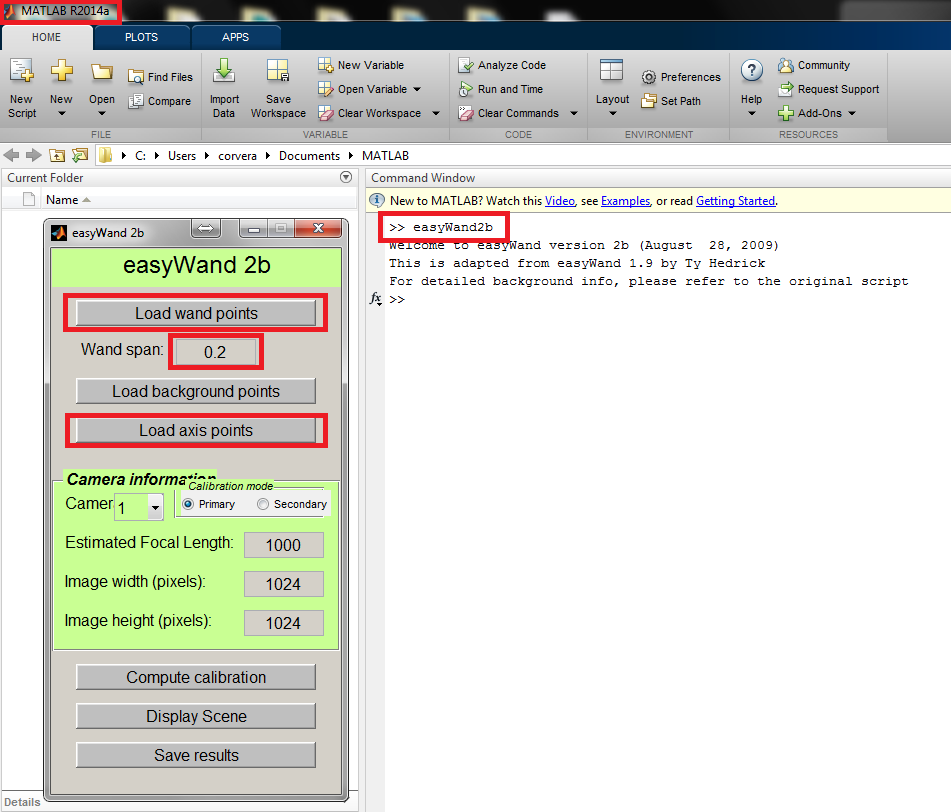 MATLAB R2014a
HOME PLOTS APPS
New Script
New
Open
Find Files
Compare
FILE
Import Data
Save Workspace
New Variable
Open Variable
Clear Workspace
VARIABLE
Analyze Code
Run and Time
Clear Commands
CODE
Layout
Preferences
Set Path
ENVIRONMENT
Help
Community
Request Support
Add-Ons
RESOURCES
C: Users corvera Documents MATLAB
Current Folder
Name
easyWand 2b
easyWand 2b
Load wand points
Wand span: 0.2
Load background points
Load axis points
Camera information
Calibration mode
Camer 1 Primary Secondary
Estimated Focal Length: 1000
Image width (pixels): 1024
Image height (pixels): 1024
Compute calibration
Display Scene
Save results
Details
Command Window
New to MATLAB? Watch this Video, see Examples, or read Getting Started.
>> easyWand2b
Welcome to easyWand version 2b (August 28, 2009)
This is adapted from easyWand 1.9 by Ty Hedrick
For detailed background info, please refer to the original script
fx >>